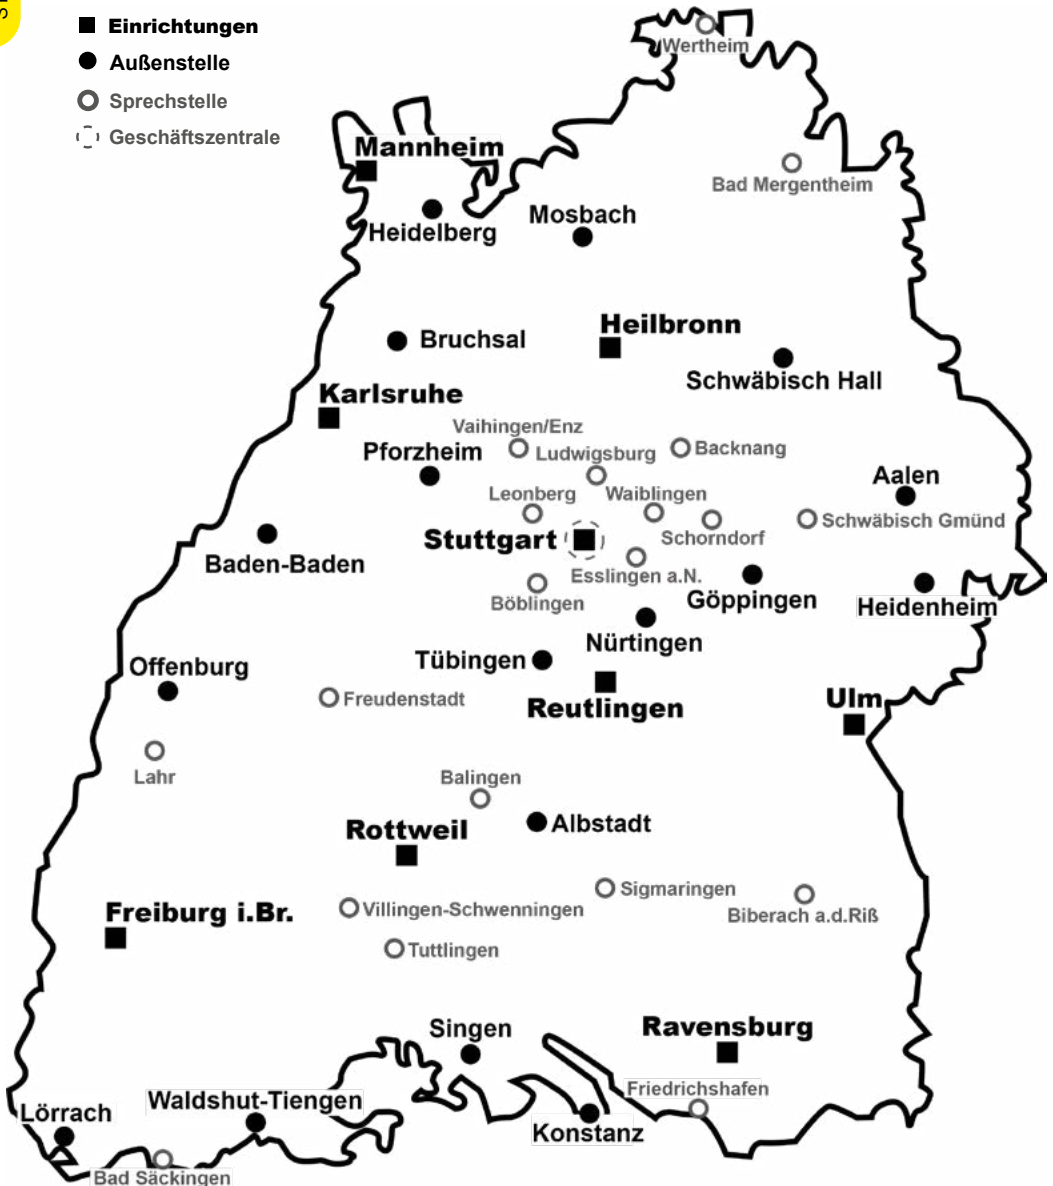 Einrichtungen
Außenstelle
Sprechstelle
Geschäftszentrale
Wertheim
Mannheim
Bad Mergentheim
Heidelberg
Mosbach
Heilbronn
Bruchsal
Schwäbisch Hall
Karlsruhe
Vaihingen/Enz
Pforzheim
Ludwigsburg
Backnang
Aalen
Leonberg
Waiblingen
Schwäbisch Gmünd
Stuttgart
Schorndorf
Baden-Baden
Esslingen a.N.
Böblingen
Göppingen
Heidenheim
Nürtingen
Tübingen
Offenburg
Freudenstadt
Reutlingen
Ulm
Lahr
Balingen
Rottweil
Albstadt
Sigmaringen
Freiburg i.Br.
Villingen-Schwenningen
Biberach a.d.Riß
Tuttlingen
Singen
Ravensburg
Friedrichshafen
Lörrach
Waldshut-Tiengen
Konstanz
Bad Säckingen